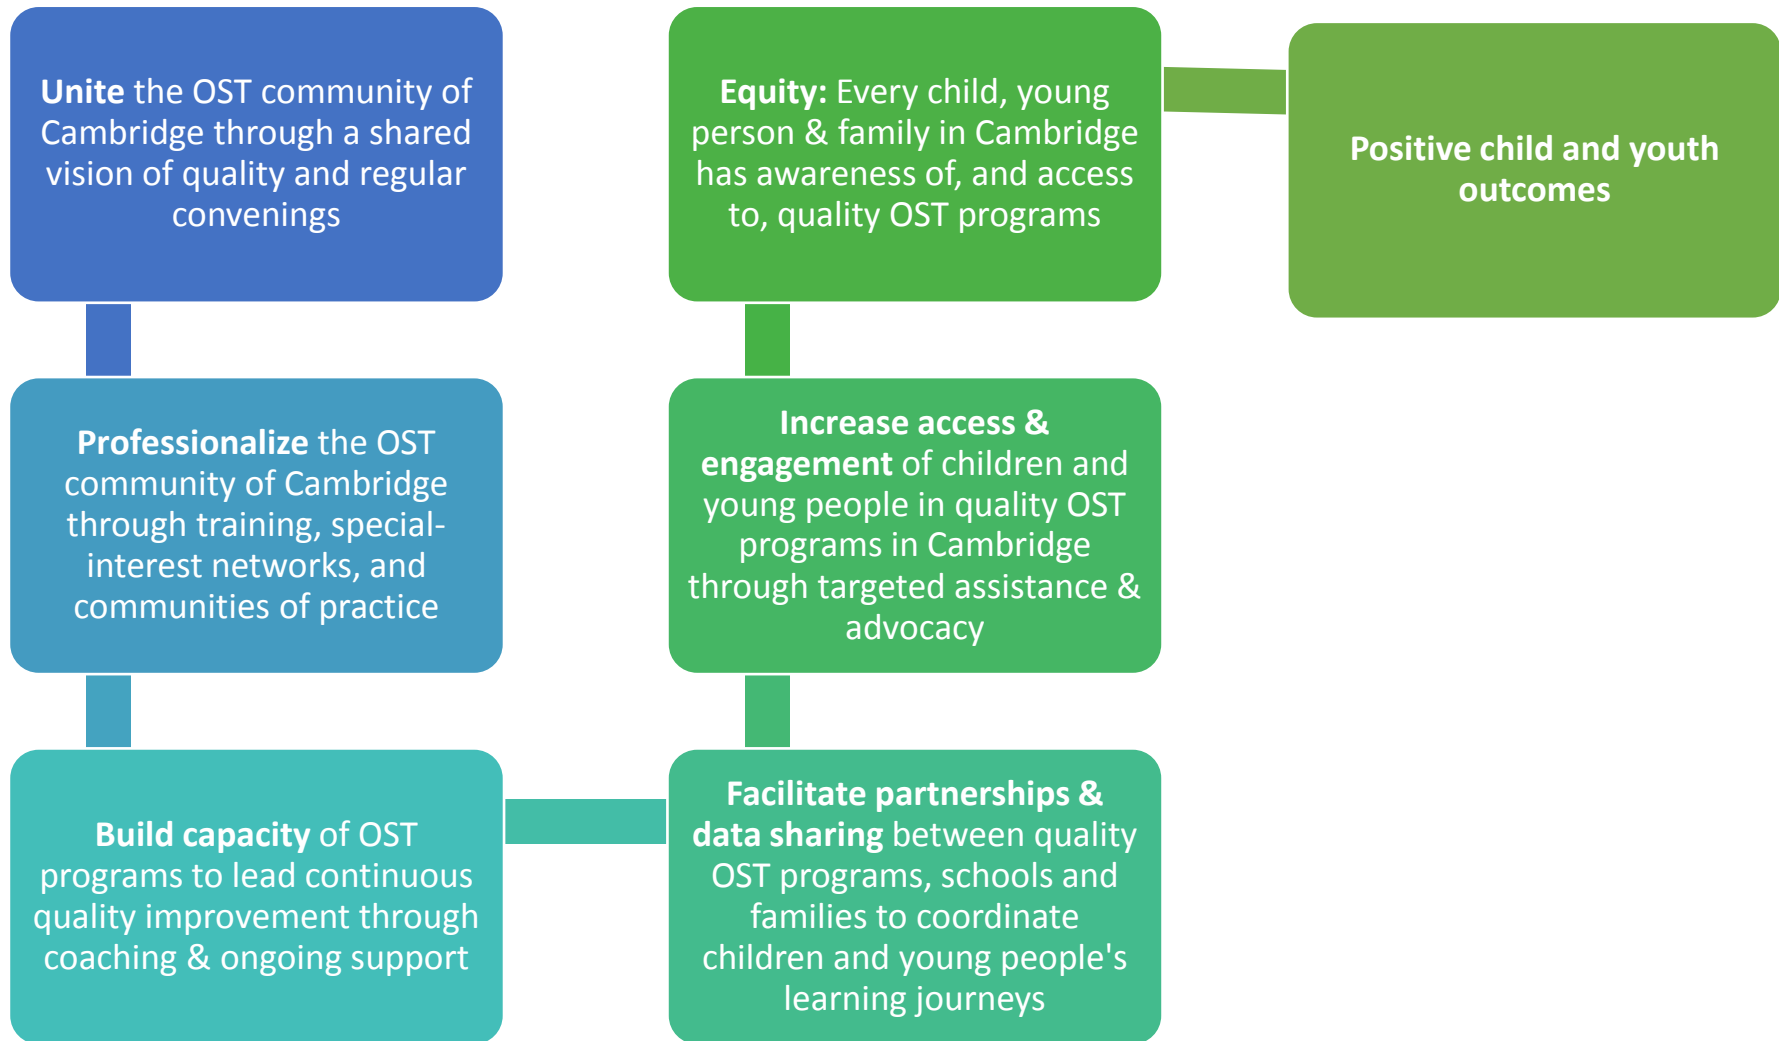 Unite the OST community of
Cambridge through a shared
vision of quality and regular
convenings
Professionalize the OST
community of Cambridge
through training, special-
interest networks, and
communities of practice
Build capacity of OST
programs to lead continuous
quality improvement through
coaching & ongoing support
Facilitate partnerships &
data sharing between quality
OST programs, schools and
families to coordinate
children and young people's
learning journeys
Increase access &
engagement of children and
young people in quality OST
programs in Cambridge
through targeted assistance &
advocacy
Equity: Every child, young
person & family in Cambridge
has awareness of, and access
to, quality OST programs
Positive child and youth
outcomes